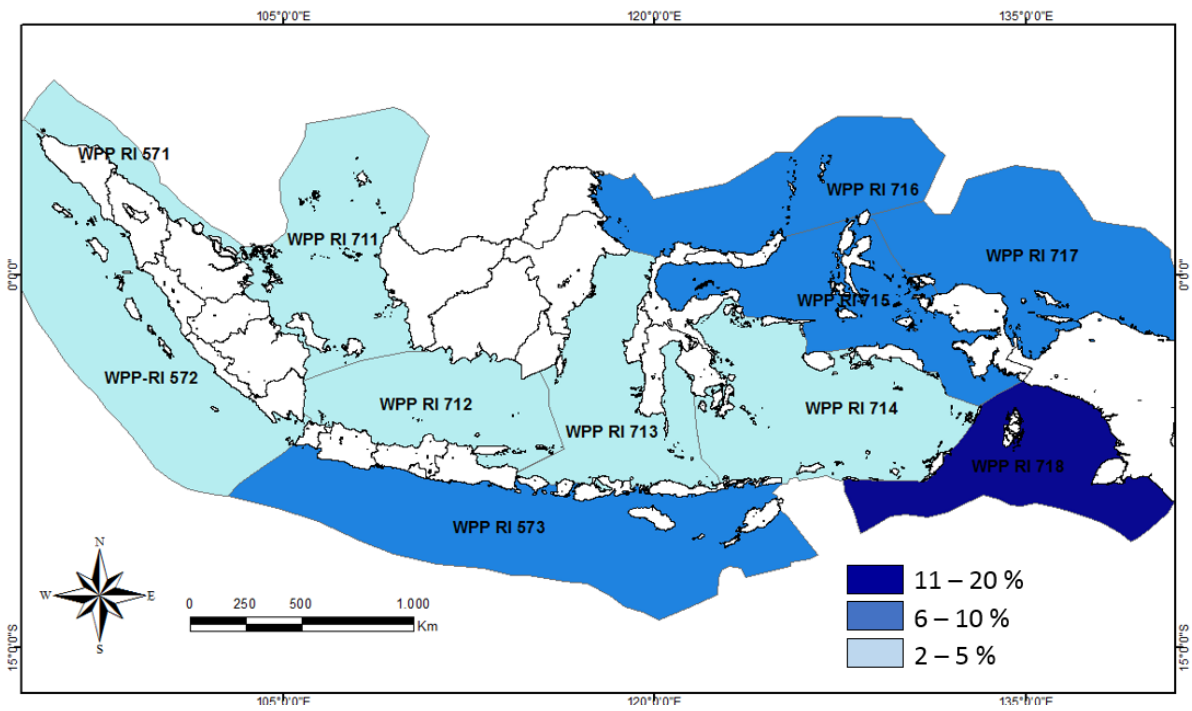 105°0'0"E
120°0'0"E
135°0'0"E
WPP RI 571
WPP RI 716
WPP RI 711
WPP RI 717
0°0'0"
0°0'0"
WPP RI 715
WPP-RI 572
WPP RI 712
WPP RI 714
WPP RI 713
WPP RI 718
WPP RI 573
N
W
E
S
0
250
500
1.000
Km
11 – 20 %
6 – 10 %
2 – 5 %
15°0'0"S
15°0'0"S
105°0'0"E
120°0'0"E
135°0'0"E